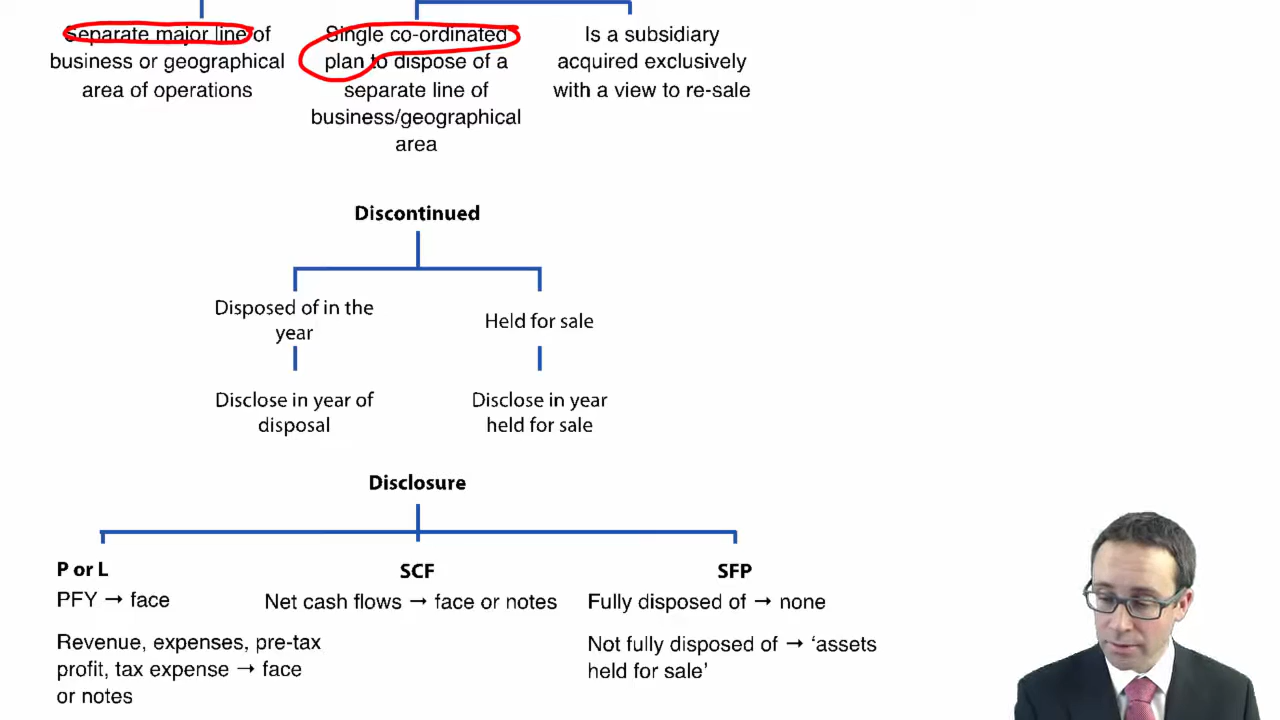 Separate major line of
business or geographical
area of operations
Single co-ordinated
plan to dispose of a
separate line of
business/geographical
area
Is a subsidiary
acquired exclusively
with a view to re-sale
Discontinued
Disposed of in the
year
Held for sale
Disclose in year of
disposal
Disclose in year
held for sale
Disclosure
P or L
PFY → face
Revenue, expenses, pre-tax
profit, tax expense → face
or notes
SCF
Net cash flows → face or notes
SFP
Fully disposed of → none
Not fully disposed of → ‘assets
held for sale’